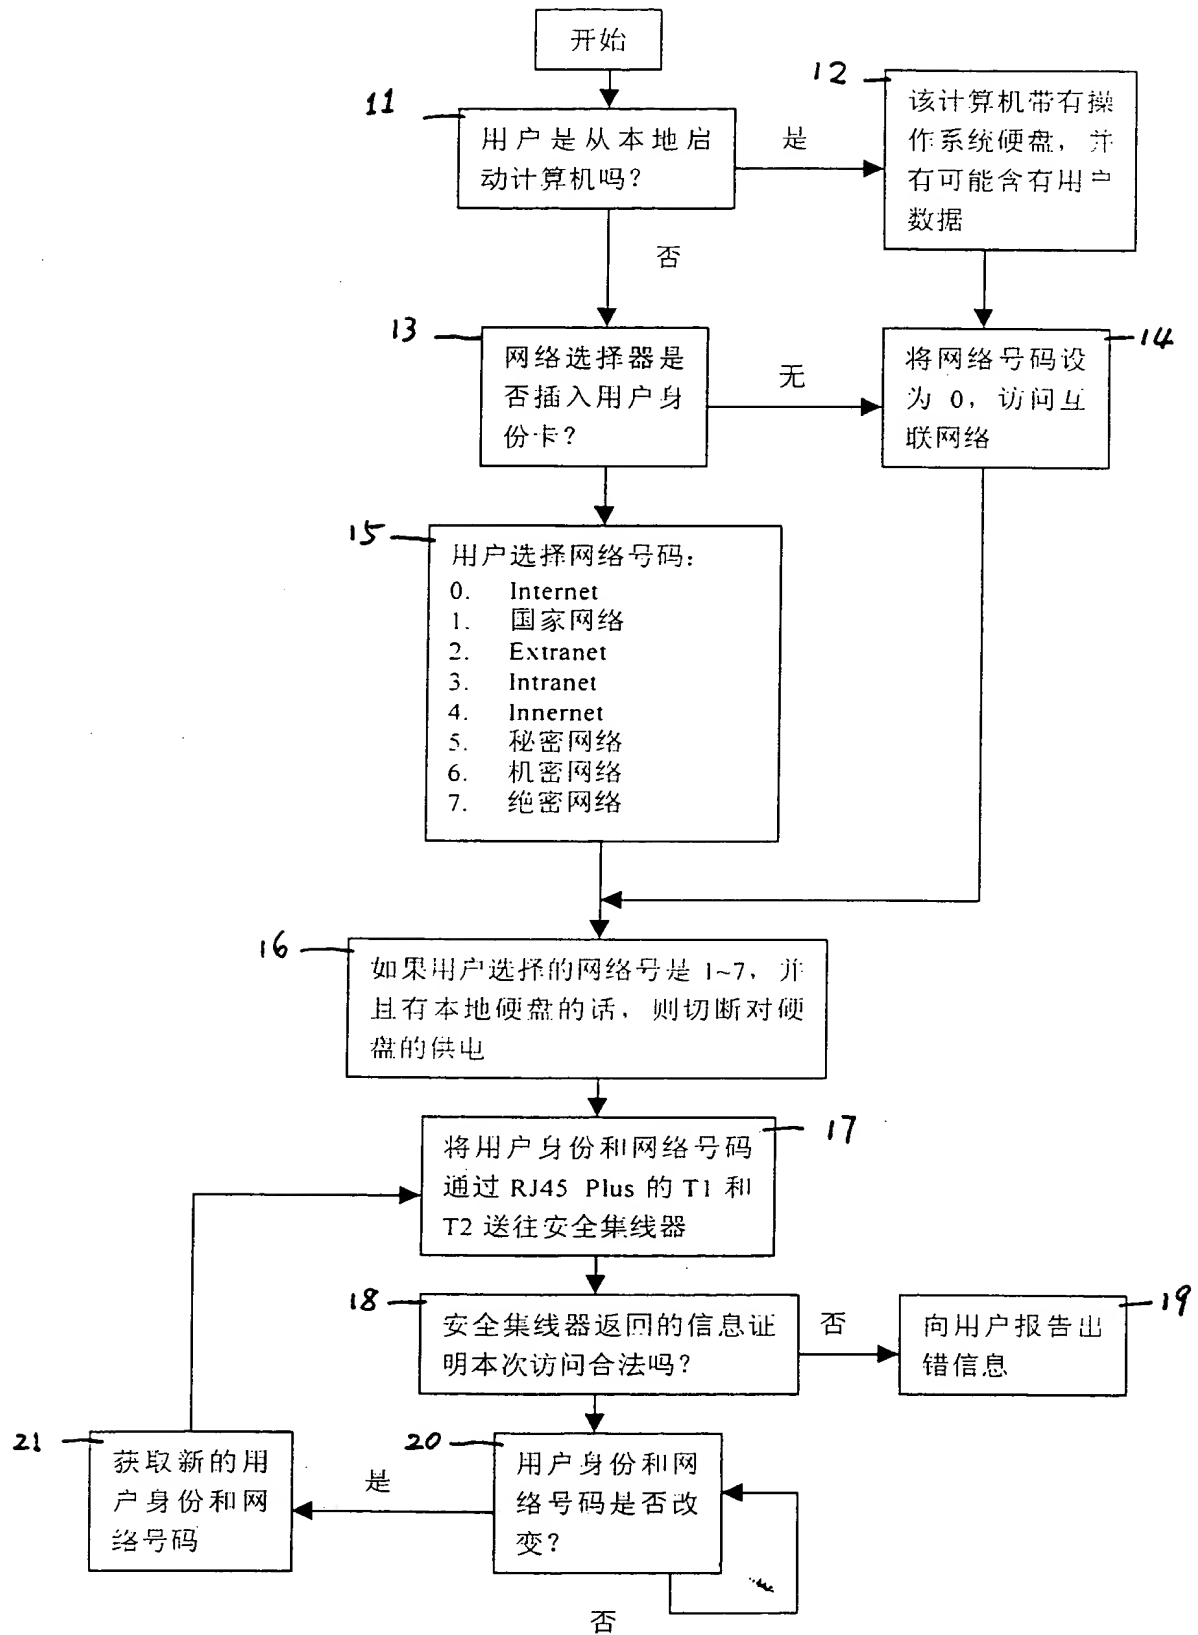 开始
11
用户是从本地启
动计算机吗？
是
12
该计算机带有操
作系统硬盘，并
有可能含有用户
数据
否
13
网络选择器是
否插入用户身
份卡？
无
14
将网络号码设
为 0，访问互
联网络
15
用户选择网络号码：
0. Internet
1. 国家网络
2. Extranet
3. Intranet
4. Innernet
5. 秘密网络
6. 机密网络
7. 绝密网络
16
如果用户选择的网络号是 1~7，并
且有本地硬盘的话，则切断对硬
盘的供电
17
将用户身份和网络号码
通过 RJ45 Plus 的 T1 和
T2 送往安全集线器
18
安全集线器返回的信息证
明本次访问合法吗？
否
19
向用户报告出
错信息
20
用户身份和网
络号码是否改
变？
是
21
获取新的用
户身份和网
络号码
否